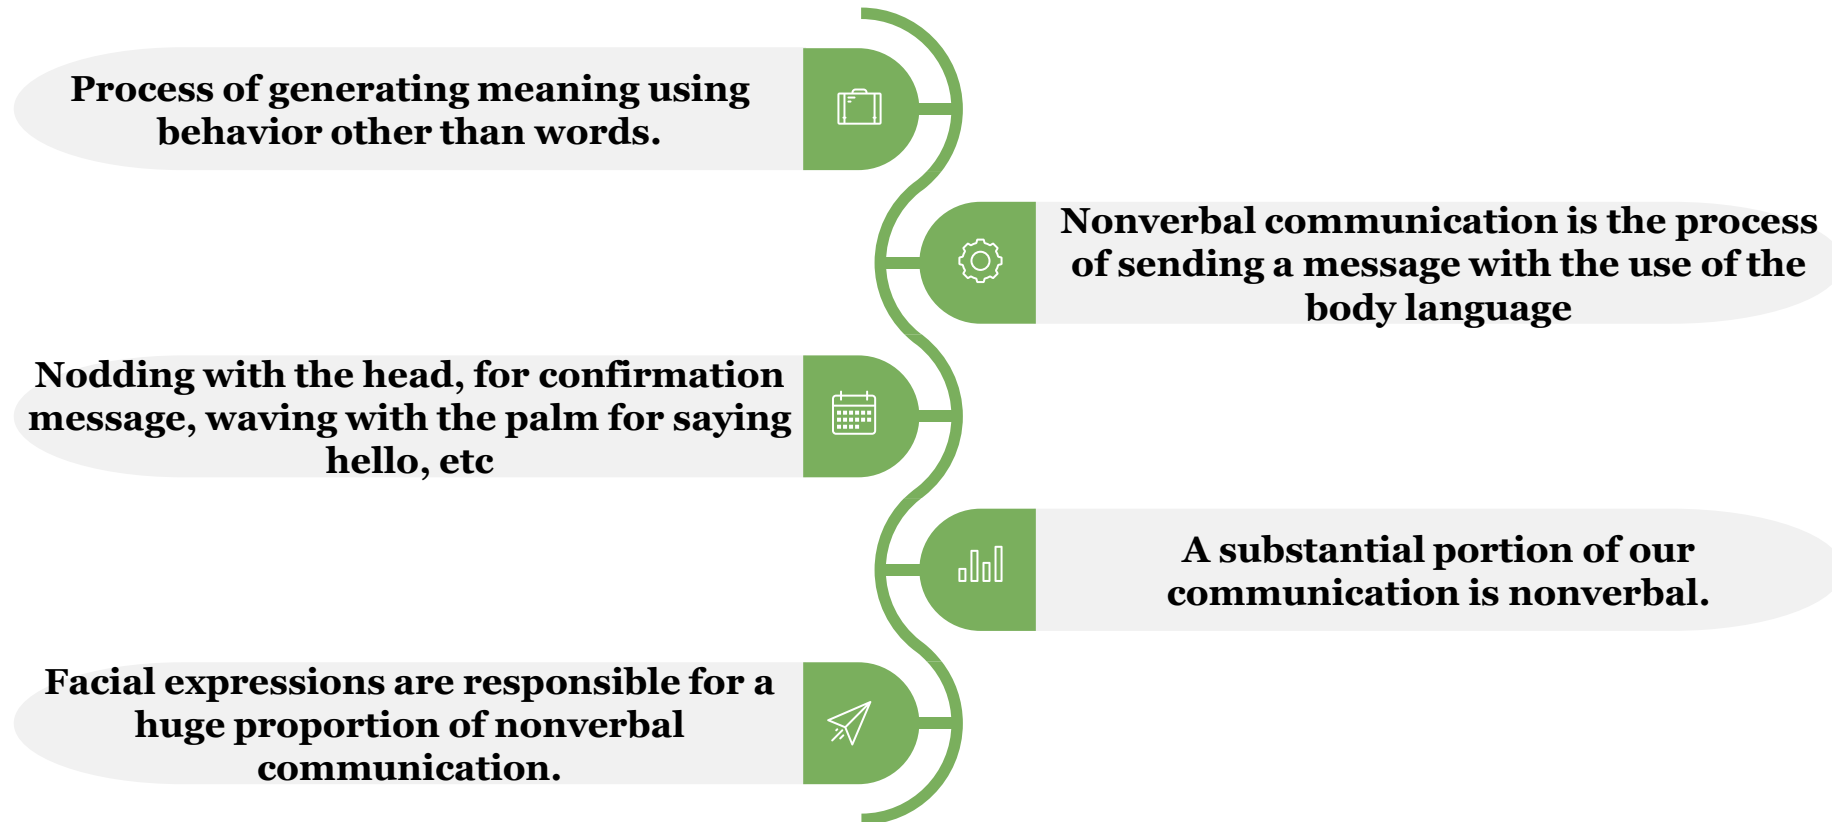 Process of generating meaning using
behavior other than words.
Nonverbal communication is the process
of sending a message with the use of the
body language
Nodding with the head, for confirmation
message, waving with the palm for saying
hello, etc
A substantial portion of our
communication is nonverbal.
Facial expressions are responsible for a
huge proportion of nonverbal
communication.